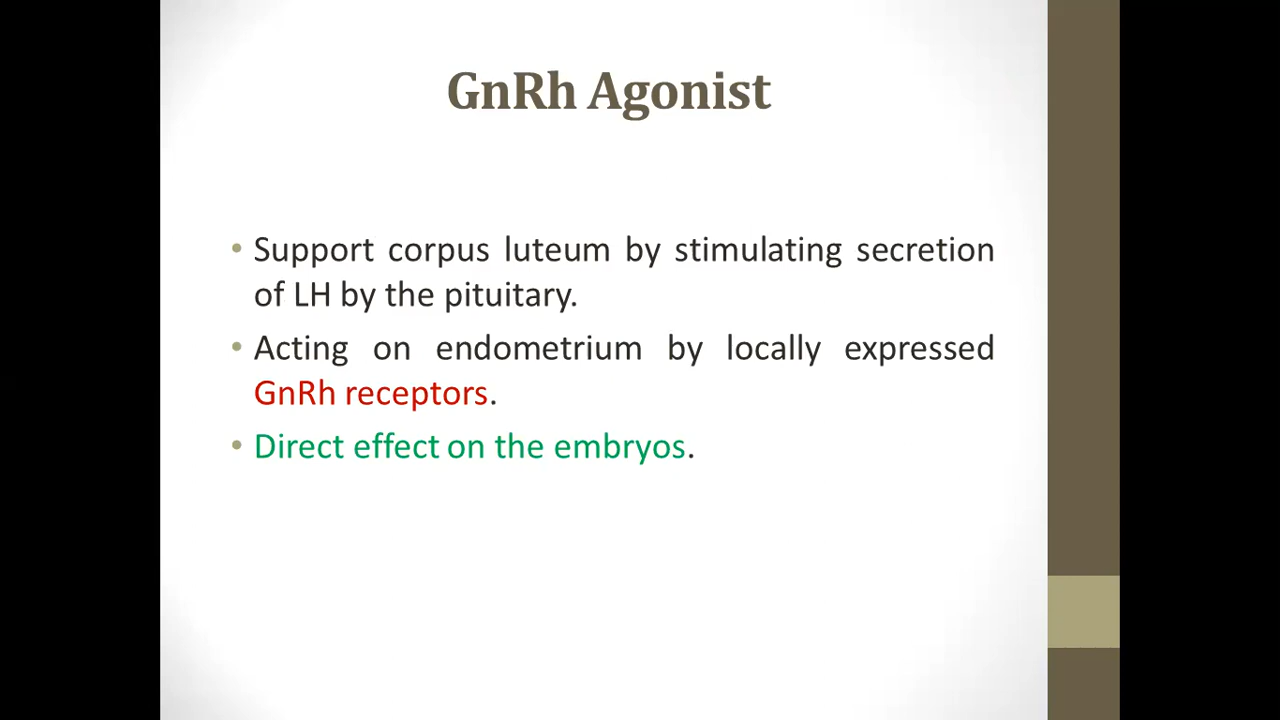 GnRh Agonist
• Support corpus luteum by stimulating secretion
of LH by the pituitary.
• Acting on endometrium by locally expressed
GnRh receptors.
• Direct effect on the embryos.